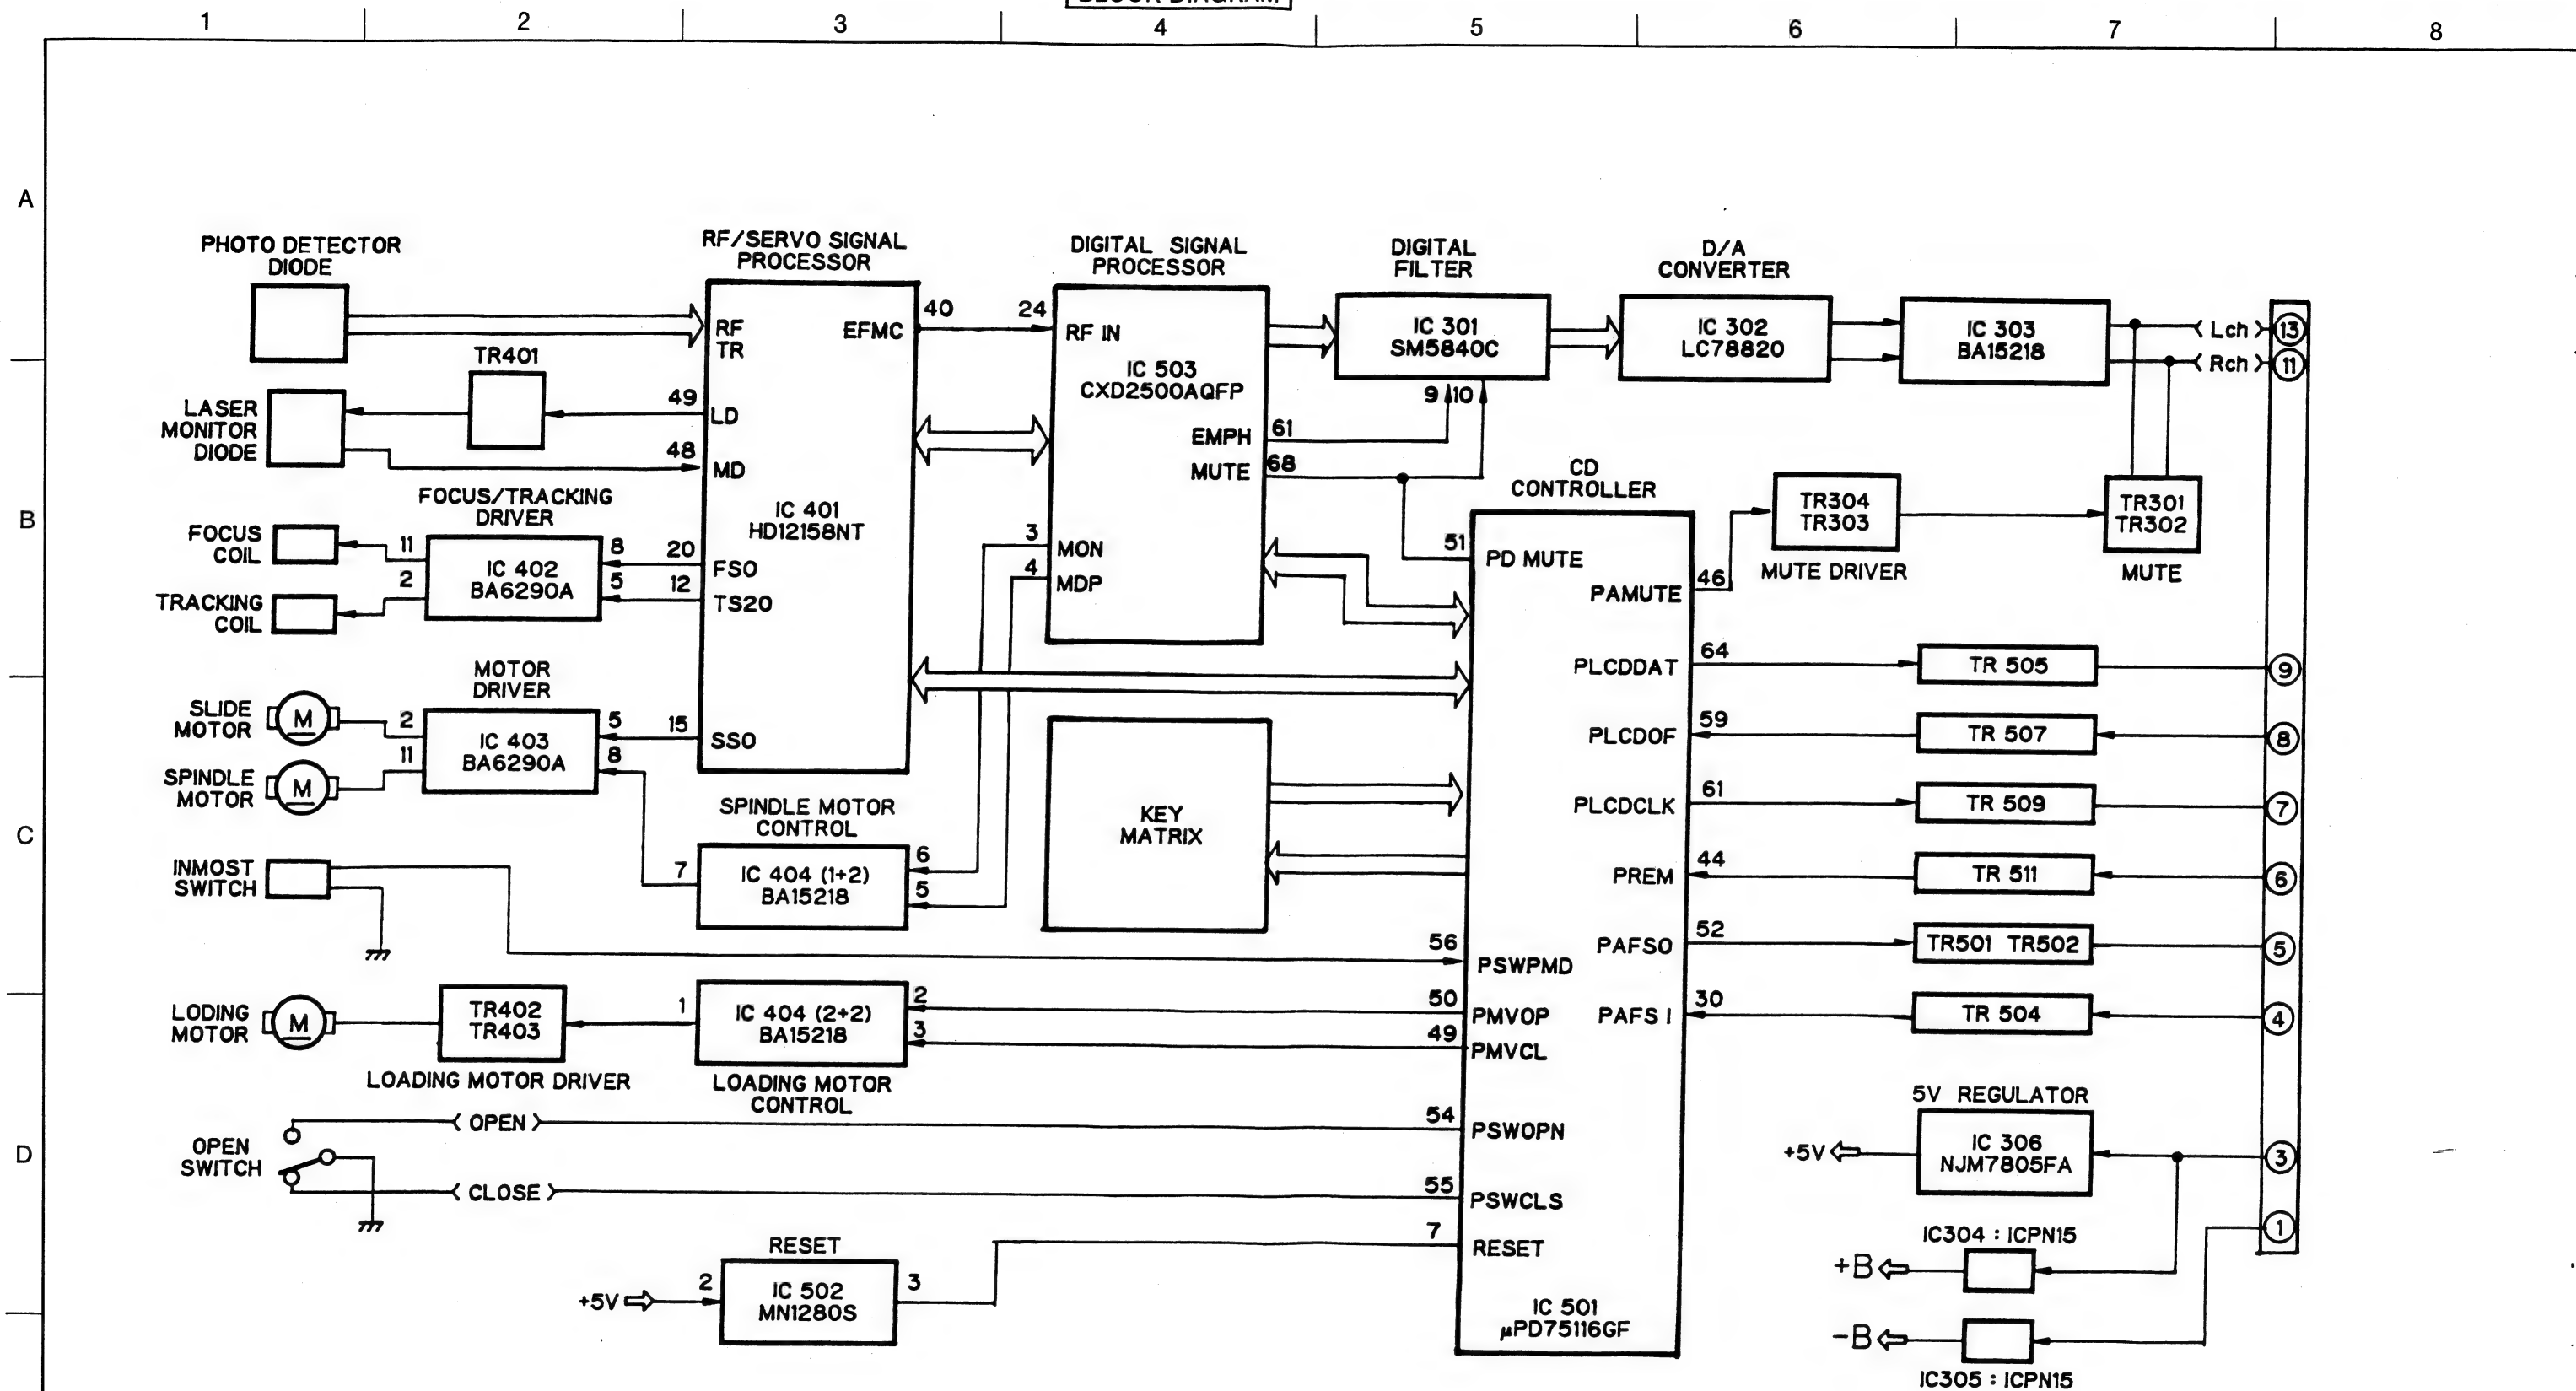 BLOCK DIAGRAM
1 2 3 4 5 6 7 8
A
B
C
D
PHOTO DETECTOR
DIODE
RF/SERVO SIGNAL
PROCESSOR
DIGITAL SIGNAL
PROCESSOR
DIGITAL
FILTER
D/A
CONVERTER
RF
TR
EFMC
40
24
RF IN
IC 503
CXD2500AQFP
IC 301
SM5840C
IC 302
LC78820
IC 303
BA15218
Lch
13
Rch
11
TR401
LASER
MONITOR
DIODE
49
LD
48
MD
EMPH
61
MUTE
68
9
10
FOCUS/TRACKING
DRIVER
IC 401
HD12158NT
CD
CONTROLLER
TR304
TR303
MUTE DRIVER
TR301
TR302
MUTE
FOCUS
COIL
TRACKING
COIL
11
2
IC 402
BA6290A
8
5
20
12
FSO
TS20
3
4
MON
MDP
51
PD MUTE
PAMUTE
46
PLCDDAT
64
TR 505
9
MOTOR
DRIVER
SLIDE
MOTOR
M
SPINDLE
MOTOR
M
2
11
IC 403
BA6290A
5
8
15
SSO
PLCDOF
59
TR 507
8
PLCDCLK
61
TR 509
7
KEY
MATRIX
SPINDLE MOTOR
CONTROL
7
IC 404 (1+2)
BA15218
6
5
PREM
44
TR 511
6
INMOST
SWITCH
56
PSWPMD
PAFSO
52
TR501 TR502
5
LODING
MOTOR
M
TR402
TR403
LOADING MOTOR DRIVER
1
IC 404 (2+2)
BA15218
2
3
LOADING MOTOR
CONTROL
50
PMVOP
49
PMVCL
PAFS I
30
TR 504
4
OPEN
SWITCH
OPEN
CLOSE
54
PSWOPN
55
PSWCLS
7
RESET
5V REGULATOR
+5V
IC 306
NJM7805FA
3
1
RESET
+5V
2
IC 502
MN1280S
3
IC 501
µPD75116GF
IC304 : ICPN15
+B
-B
IC305 : ICPN15